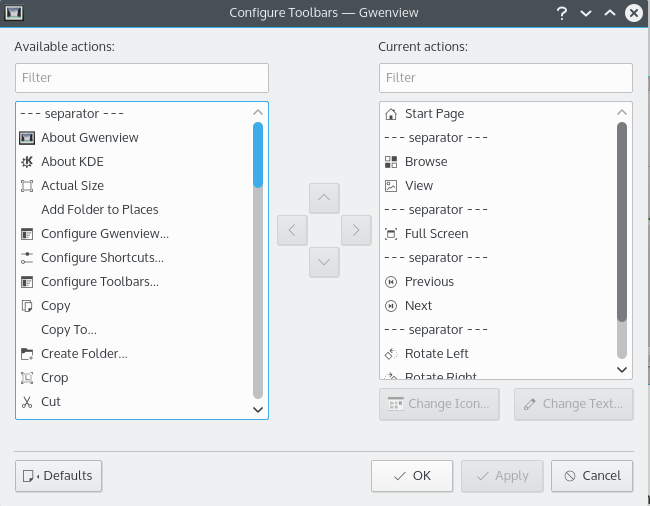 Configure Toolbars — Gwenview
Available actions:
Filter
--- separator ---
About Gwenview
About KDE
Actual Size
Add Folder to Places
Configure Gwenview...
Configure Shortcuts...
Configure Toolbars...
Copy
Copy To...
Create Folder...
Crop
Cut
Current actions:
Filter
Start Page
--- separator ---
Browse
View
--- separator ---
Full Screen
--- separator ---
Previous
Next
--- separator ---
Rotate Left
Rotate Right
Change Icon...
Change Text...
Defaults
OK
Apply
Cancel